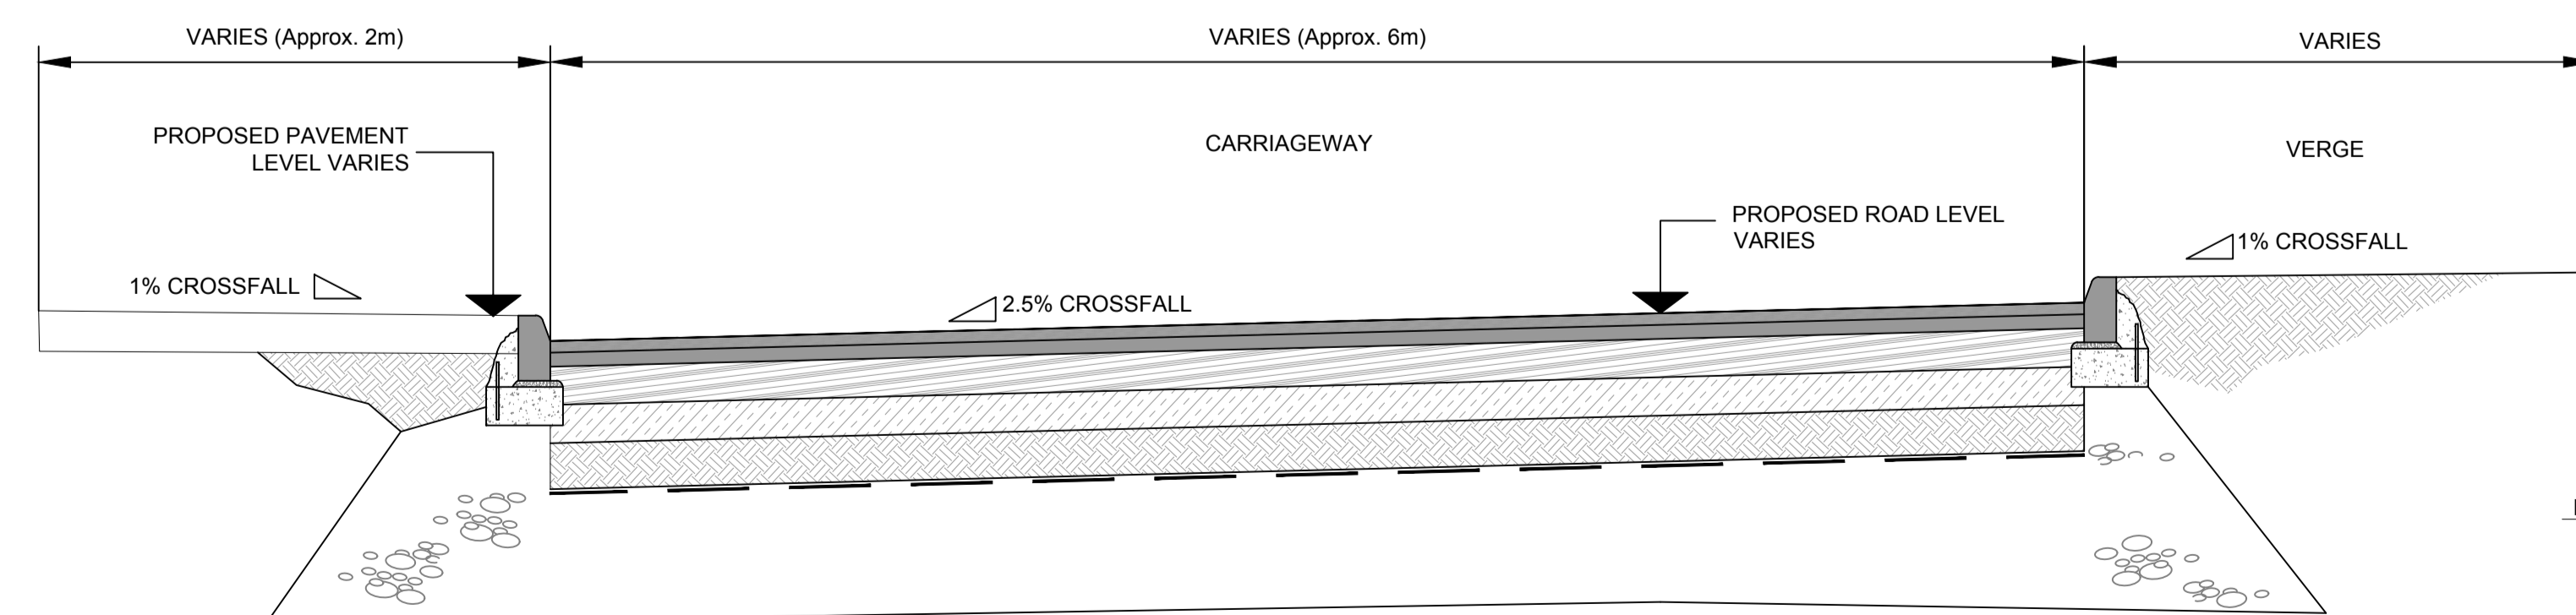 VARIES (Approx. 2m)
VARIES (Approx. 6m)
VARIES
PROPOSED PAVEMENT
LEVEL VARIES
CARRIAGEWAY
VERGE
PROPOSED ROAD LEVEL
VARIES
1% CROSSFALL
1% CROSSFALL
2.5% CROSSFALL